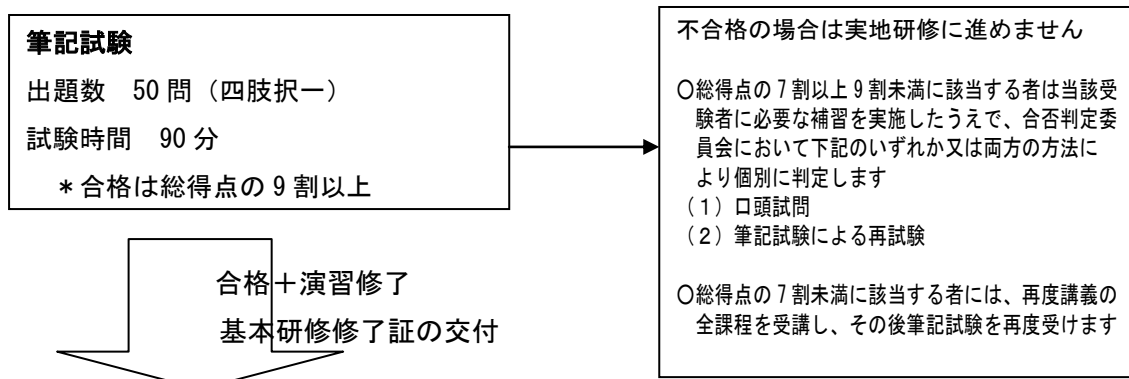 筆記試験
出題数　50問（四肢択一）
試験時間　90分
＊合格は総得点の9割以上
合格＋演習修了
基本研修修了証の交付
不合格の場合は実地研修に進めません
〇総得点の7割以上9割未満に該当する者は当該受
験者に必要な補習を実施したうえで、合否判定委
員会において下記のいずれか又は両方の方法に
より個別に判定します
（1）口頭試問
（2）筆記試験による再試験
〇総得点の7割未満に該当する者には、再度講義の
全課程を受講し、その後筆記試験を再度受けます